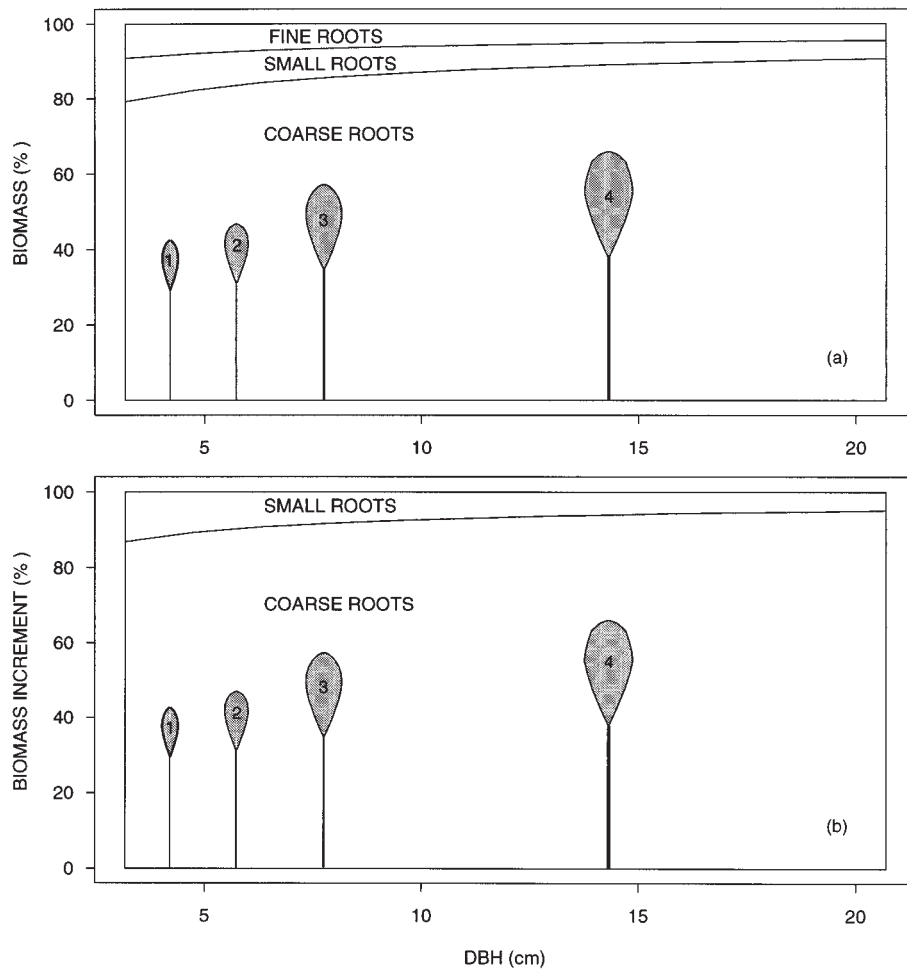 100
80
60
40
20
0
BIOMASS (% )
FINE ROOTS
SMALL ROOTS
COARSE ROOTS
1
2
3
4
(a)
5
10
15
20
100
80
60
40
20
0
BIOMASS INCREMENT (% )
SMALL ROOTS
COARSE ROOTS
1
2
3
4
(b)
5
10
15
20
DBH (cm)